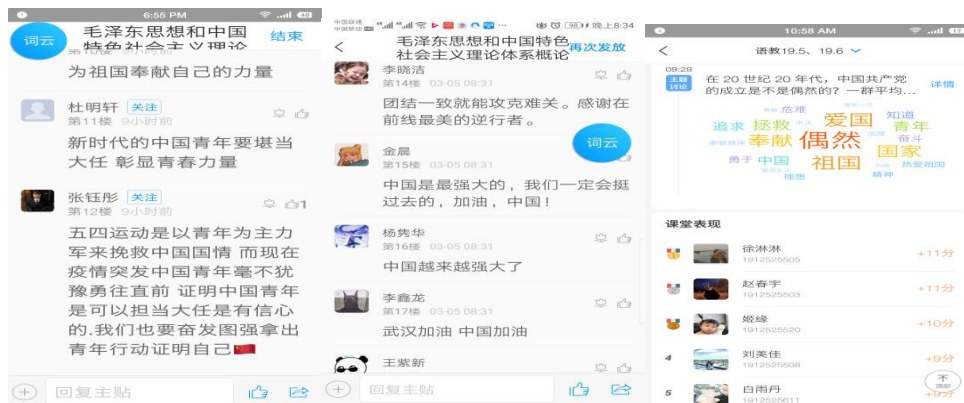 6:55 PM
词云
毛泽东思想和中国
特色社会主义理论
结束
第10楼
为祖国奉献自己的力量
杜明轩 关注
第11楼 9小时前
新时代的中国青年要堪当
大任 彰显青春力量
张钰彤 关注
第12楼 9小时前
1
五四运动是以青年为主力
军来挽救中国国情 而现在
疫情突发中国青年毫不犹
豫勇往直前 证明中国青年
是可以担当大任是有信心
的.我们也要奋发图强拿出
青年行动证明自己
回复主贴
中国联通
中国移动
晚上8:34
毛泽东思想和中国特色
社会主义理论体系概论
再次发放
李晓洁
第14楼 03-05 08:31
团结一致就能攻克难关。感谢在
前线最美的逆行者。
词云
金晨
第15楼 03-05 08:31
中国是最强大的，我们一定会挺
过去的，加油，中国！
杨隽华
第16楼 03-05 08:31
中国越来越强大了
李鑫龙
第17楼 03-05 08:31
武汉加油 中国加油
王紫新
回复主贴
10:58 AM
语教19.5、19.6
09:29
主题
讨论
在 20 世纪 20 年代，中国共产党
的成立是不是偶然的？一群平均...
详情
危难
爱国 知道
追求 拯救 青年
奉献 偶然 奋斗
国家
勇于 中国 祖国
热爱祖国
理想 精神
课堂表现
徐淋淋
1912525505
+11分
赵春宇
1912525503
+11分
姬缘
1912525520
+10分
4
刘美佳
1912525508
+9分
5
白雨丹
1912525611
+9分
顶部